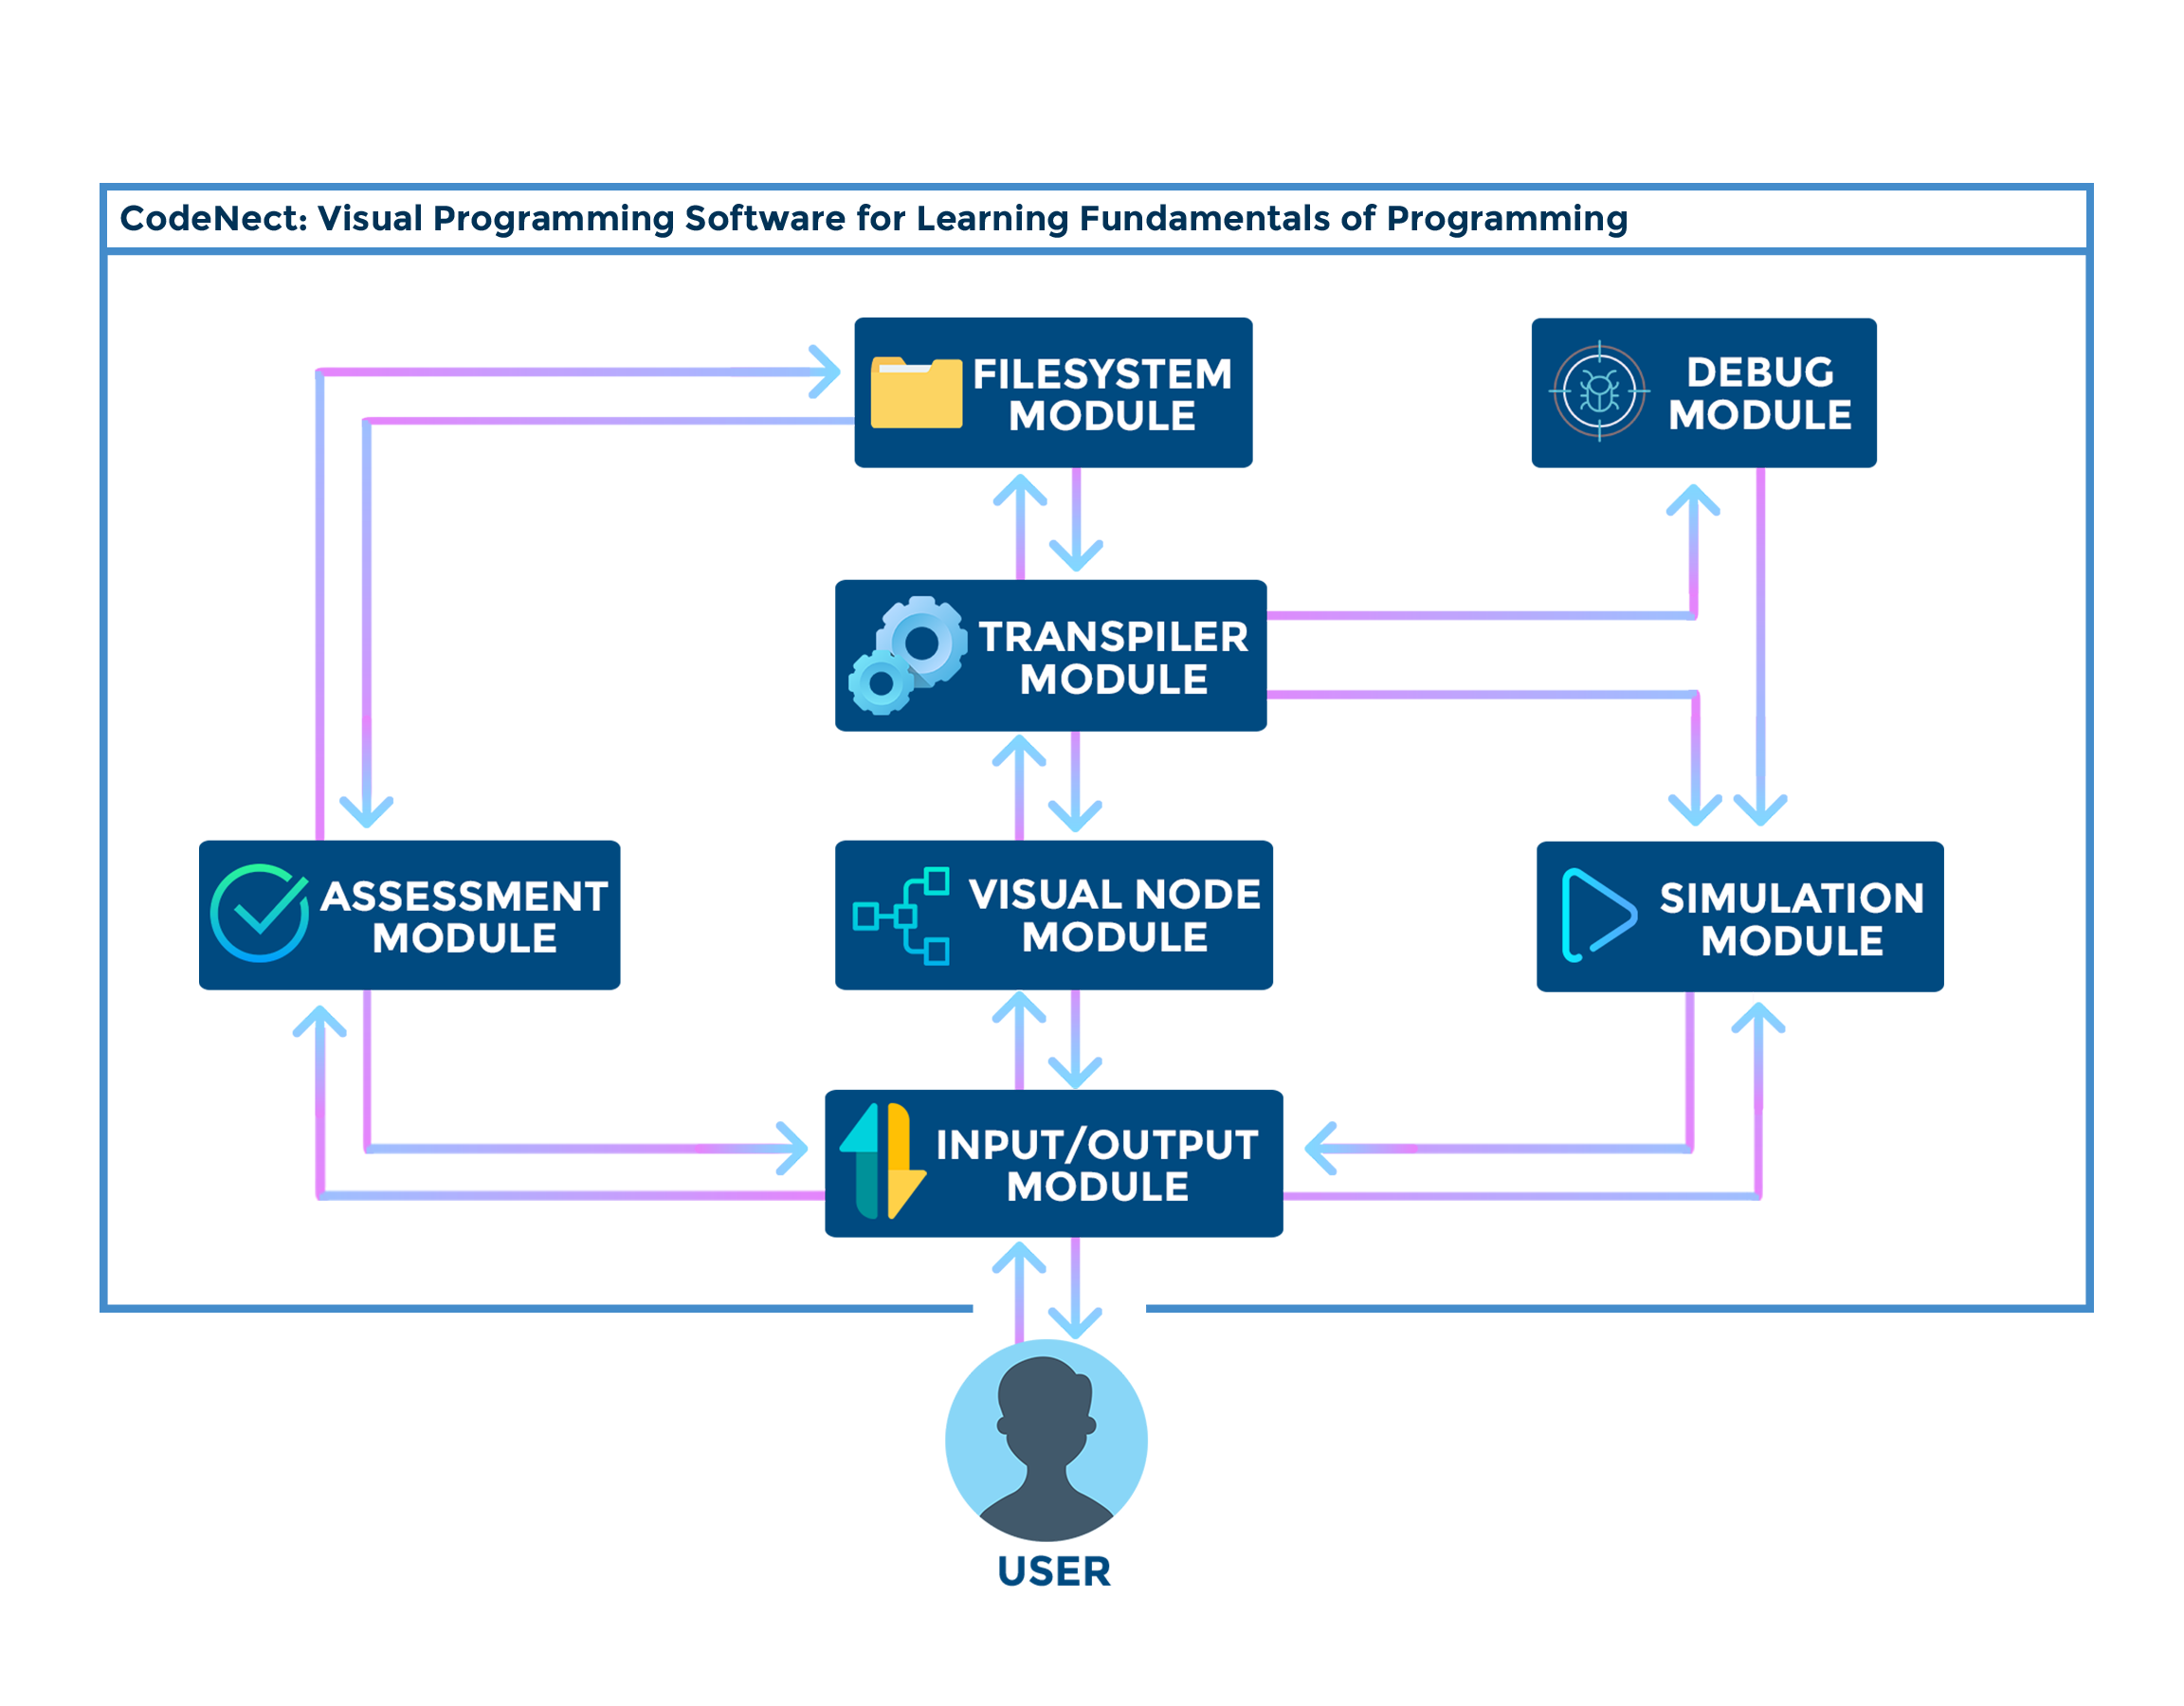 CodeNect: Visual Programming Software for Learning Fundamentals of Programming
FILESYSTEM
MODULE
DEBUG
MODULE
TRANSPILER
MODULE
ASSESSMENT
MODULE
VISUAL NODE
MODULE
SIMULATION
MODULE
INPUT/OUTPUT
MODULE
USER